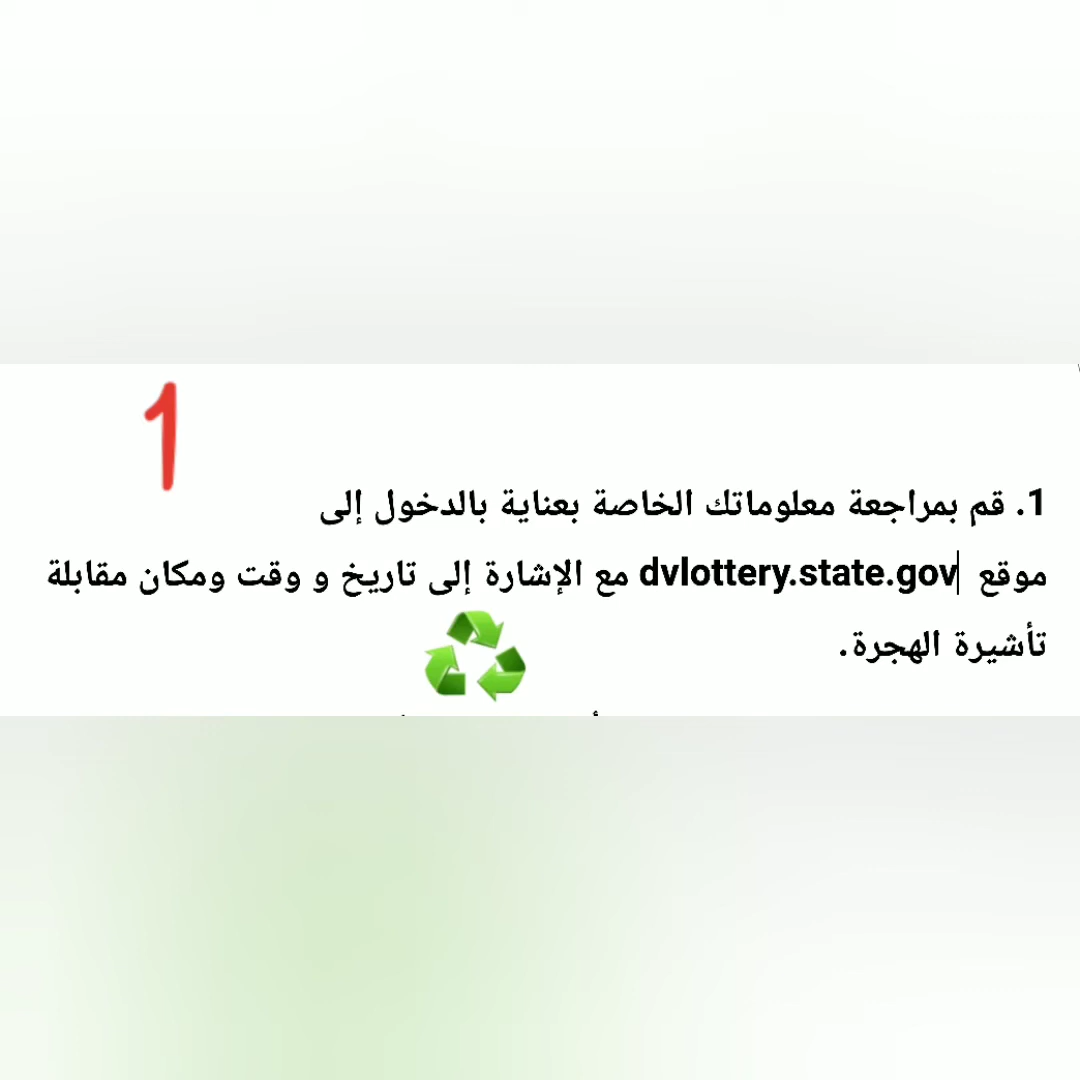 1
1. قم بمراجعة معلوماتك الخاصة بعناية بالدخول إلى
موقع dvlottery.state.gov مع الإشارة إلى تاريخ و وقت ومكان مقابلة
تأشيرة الهجرة.